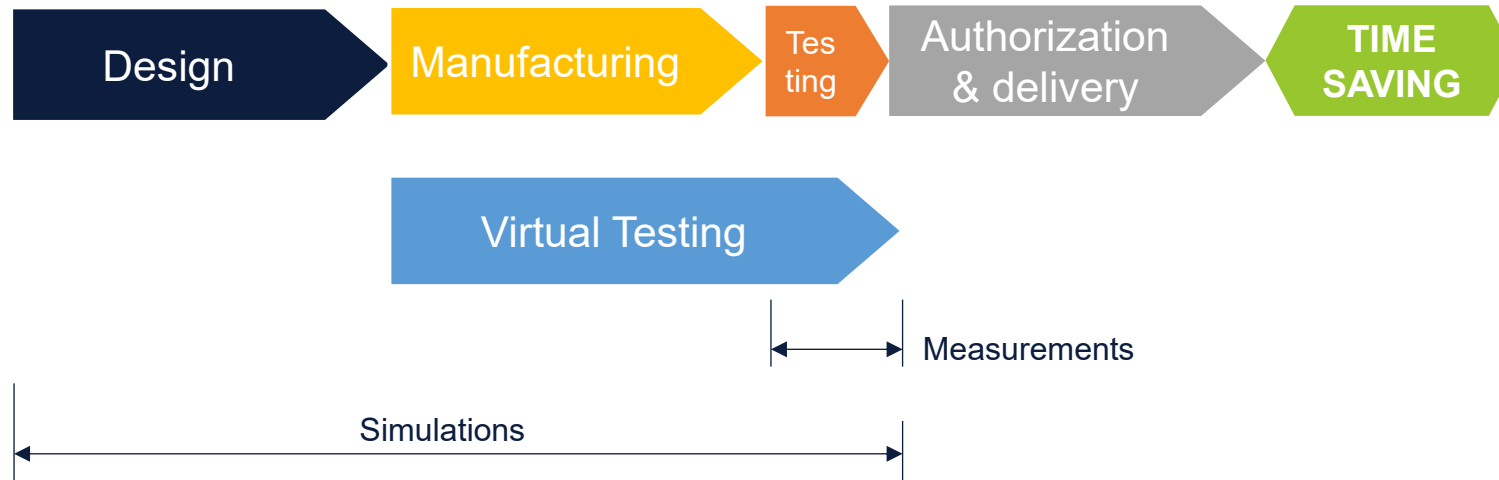 Design
Manufacturing
Tes
ting
Authorization
& delivery
TIME
SAVING
Virtual Testing
Measurements
Simulations